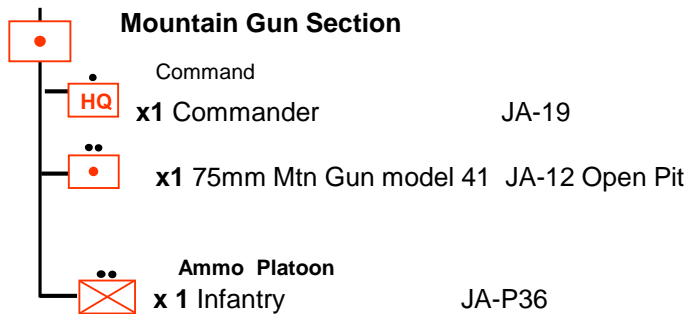 Mountain Gun Section
Command
HQ
x1 Commander JA-19
x1 75mm Mtn Gun model 41 JA-12 Open Pit
Ammo Platoon
x 1 Infantry JA-P36